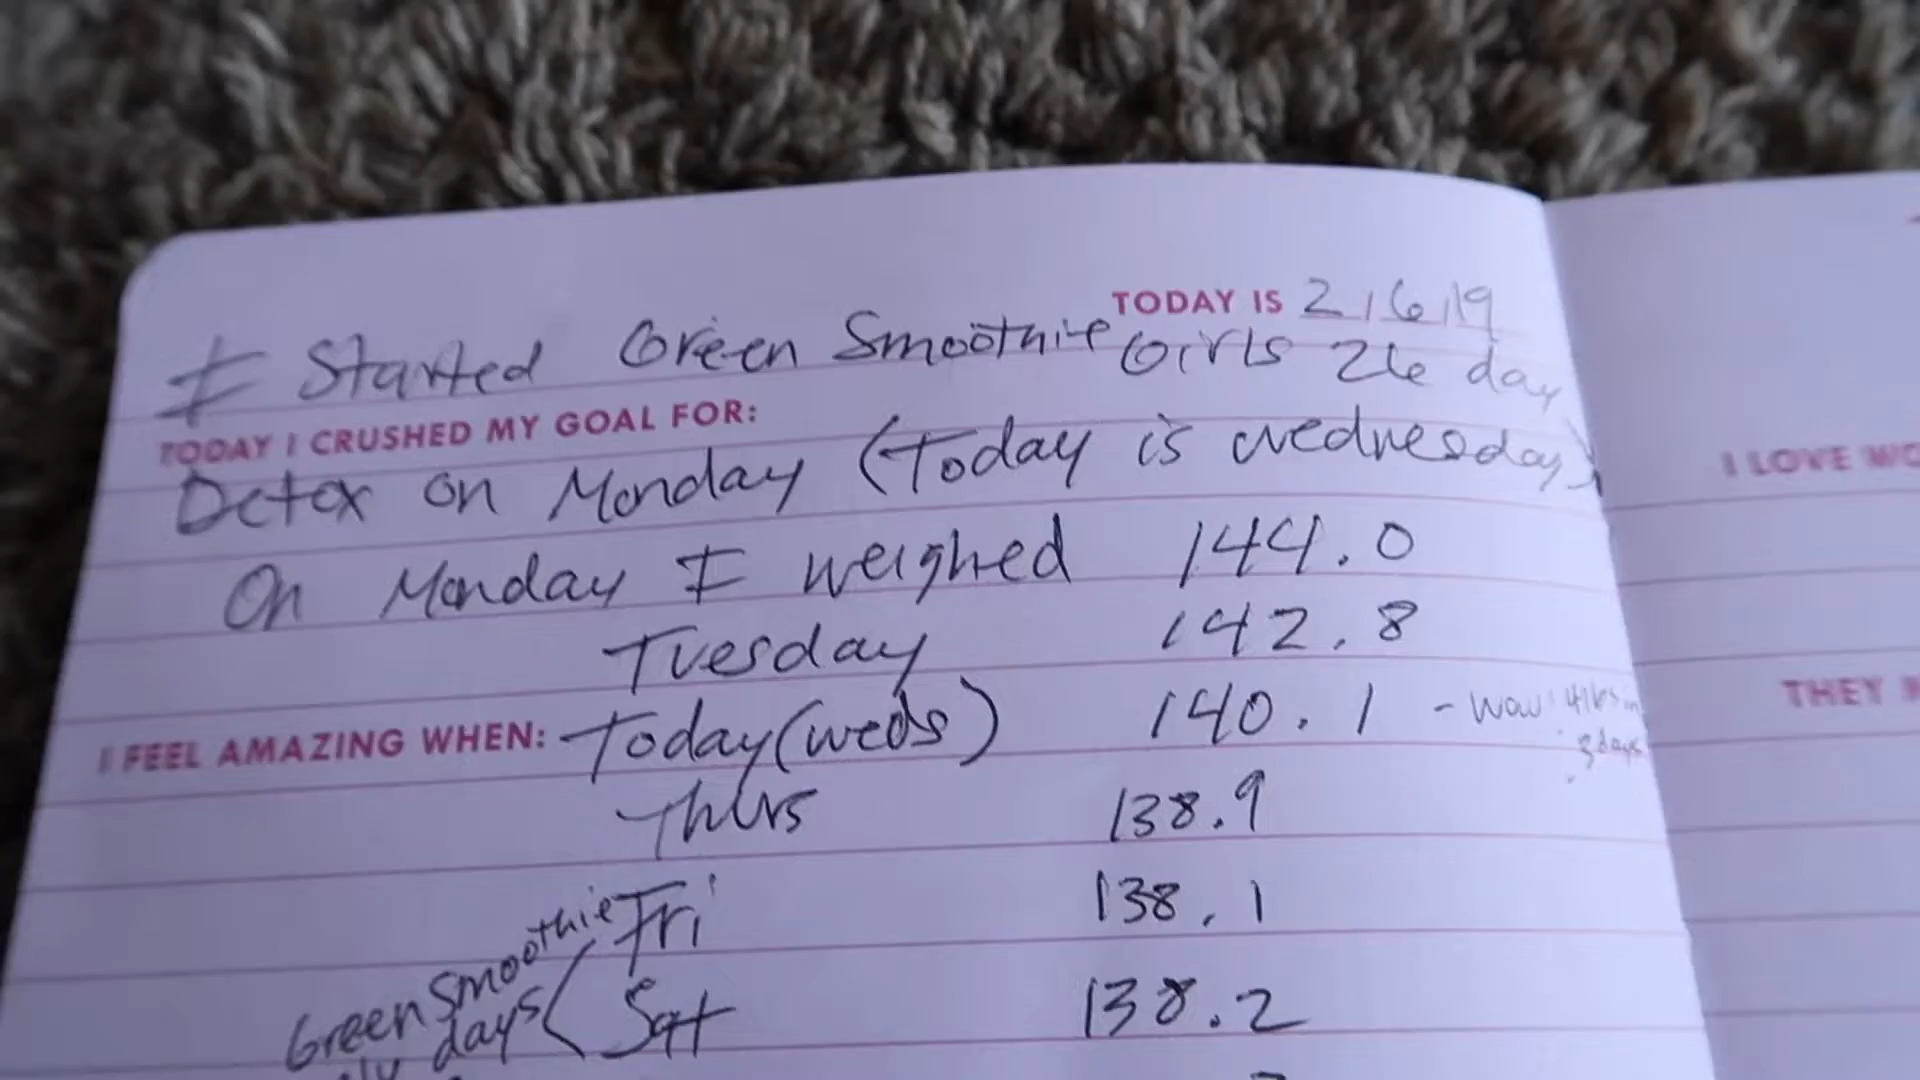 TODAY IS 2/6/19
I Started Green Smoothie Girls 26 day
TODAY I CRUSHED MY GOAL FOR:
Detox on Monday (Today is wednesday)
I LOVE
On Monday I weighed 144.0
Tuesday 142.8
THEY
I FEEL AMAZING WHEN: Today (weds) 140.1 - Wow! 4 lbs in
3 days
Thurs 138.9
Fri 138.1
Sat 138.2
Green Smoothie
days